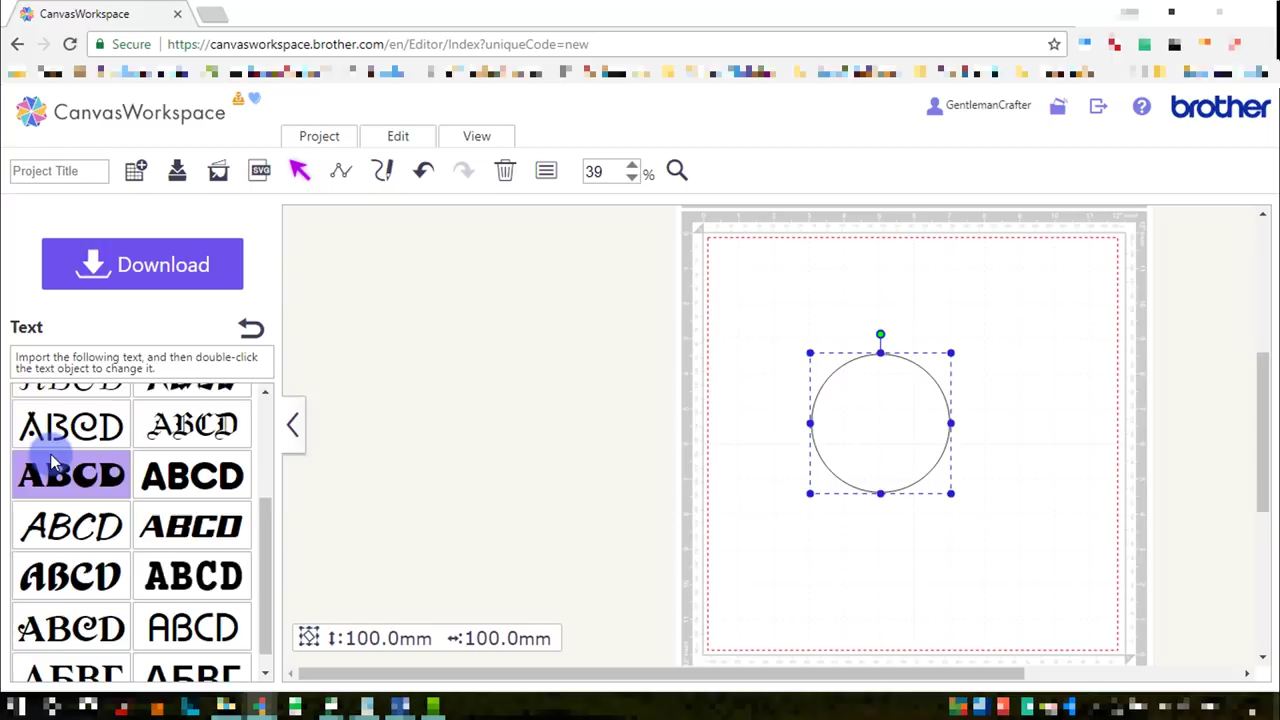 CanvasWorkspace
Secure https://canvasworkspace.brother.com/en/Editor/Index?uniqueCode=new
CanvasWorkspace
GentlemanCrafter
brother
Project Edit View
Project Title
SVG
39 %
Download
Text
Import the following text, and then double-click
the text object to change it.
ABCD ABCD
ABCD ABCD
ABCD ABCD
ABCD ABCD
ABCD ABCD
:100.0mm :100.0mm